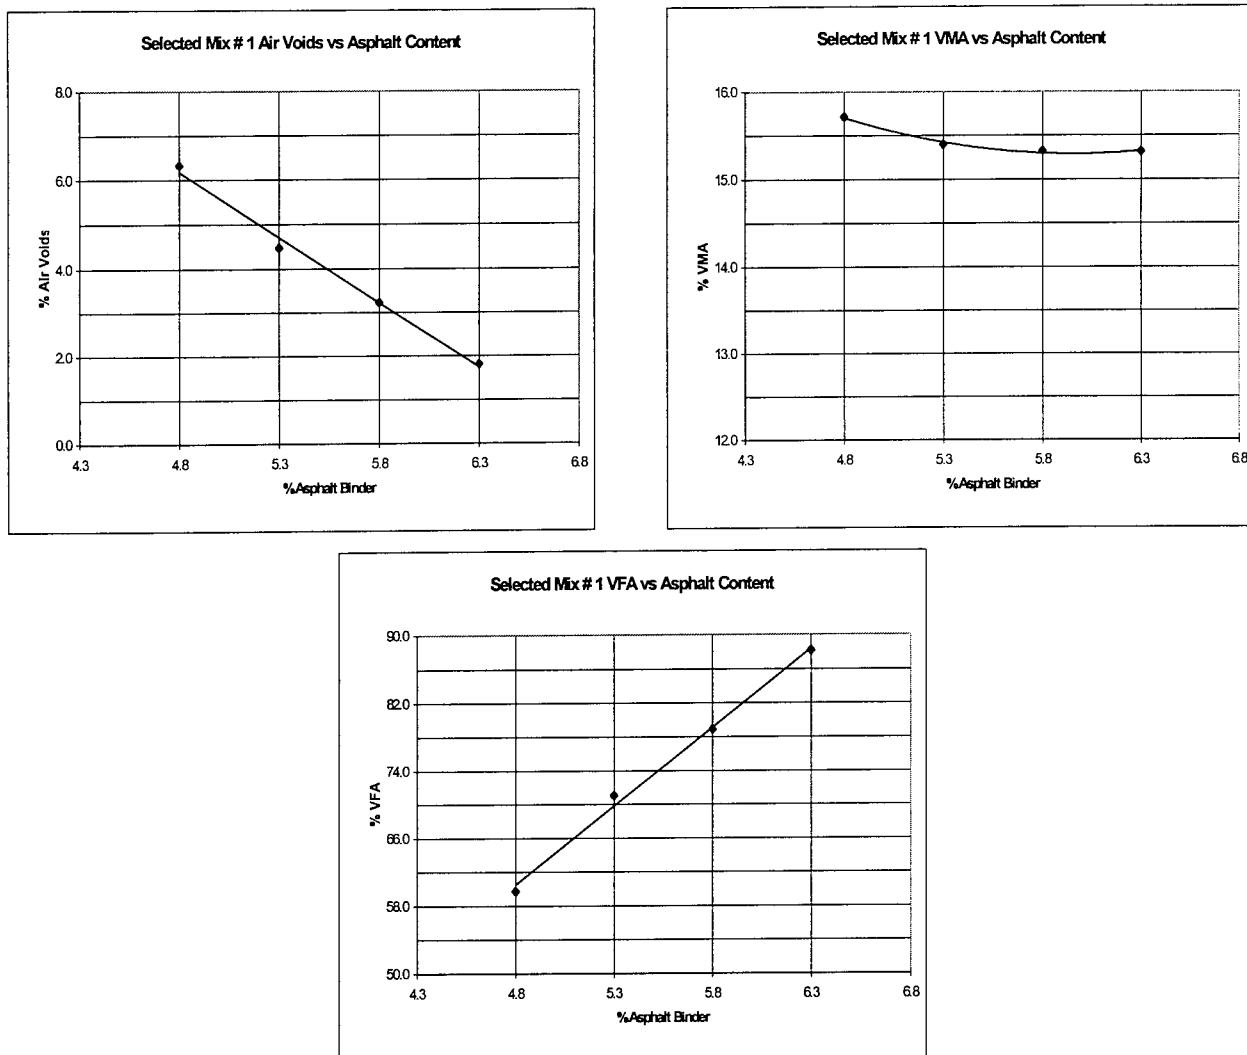 Selected Mix # 1 Air Voids vs Asphalt Content
8.0
6.0
4.0
2.0
0.0
% Air Voids
4.3 4.8 5.3 5.8 6.3 6.8
%Asphalt Binder
Selected Mix # 1 VMA vs Asphalt Content
16.0
15.0
14.0
13.0
12.0
% VMA
4.3 4.8 5.3 5.8 6.3 6.8
%Asphalt Binder
Selected Mix # 1 VFA vs Asphalt Content
90.0
82.0
74.0
66.0
58.0
50.0
% VFA
4.3 4.8 5.3 5.8 6.3 6.8
%Asphalt Binder